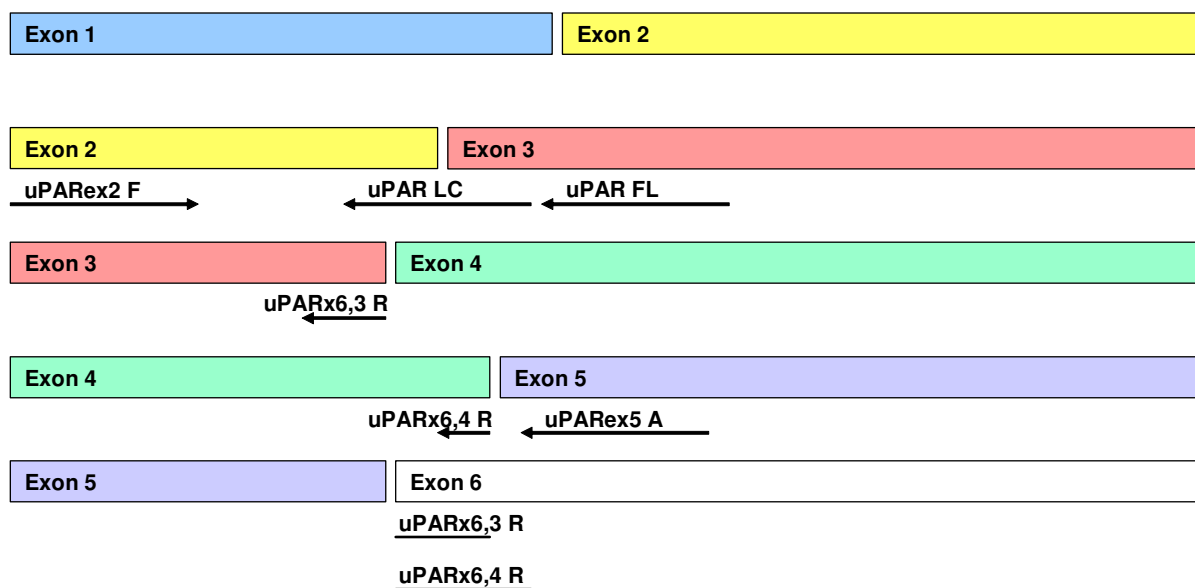 Exon 1 Exon 2
Exon 2 Exon 3
uPARex2 F uPAR LC uPAR FL
Exon 3 Exon 4
uPARx6,3 R
Exon 4 Exon 5
uPARx6,4 R uPARex5 A
Exon 5 Exon 6
uPARx6,3 R
uPARx6,4 R